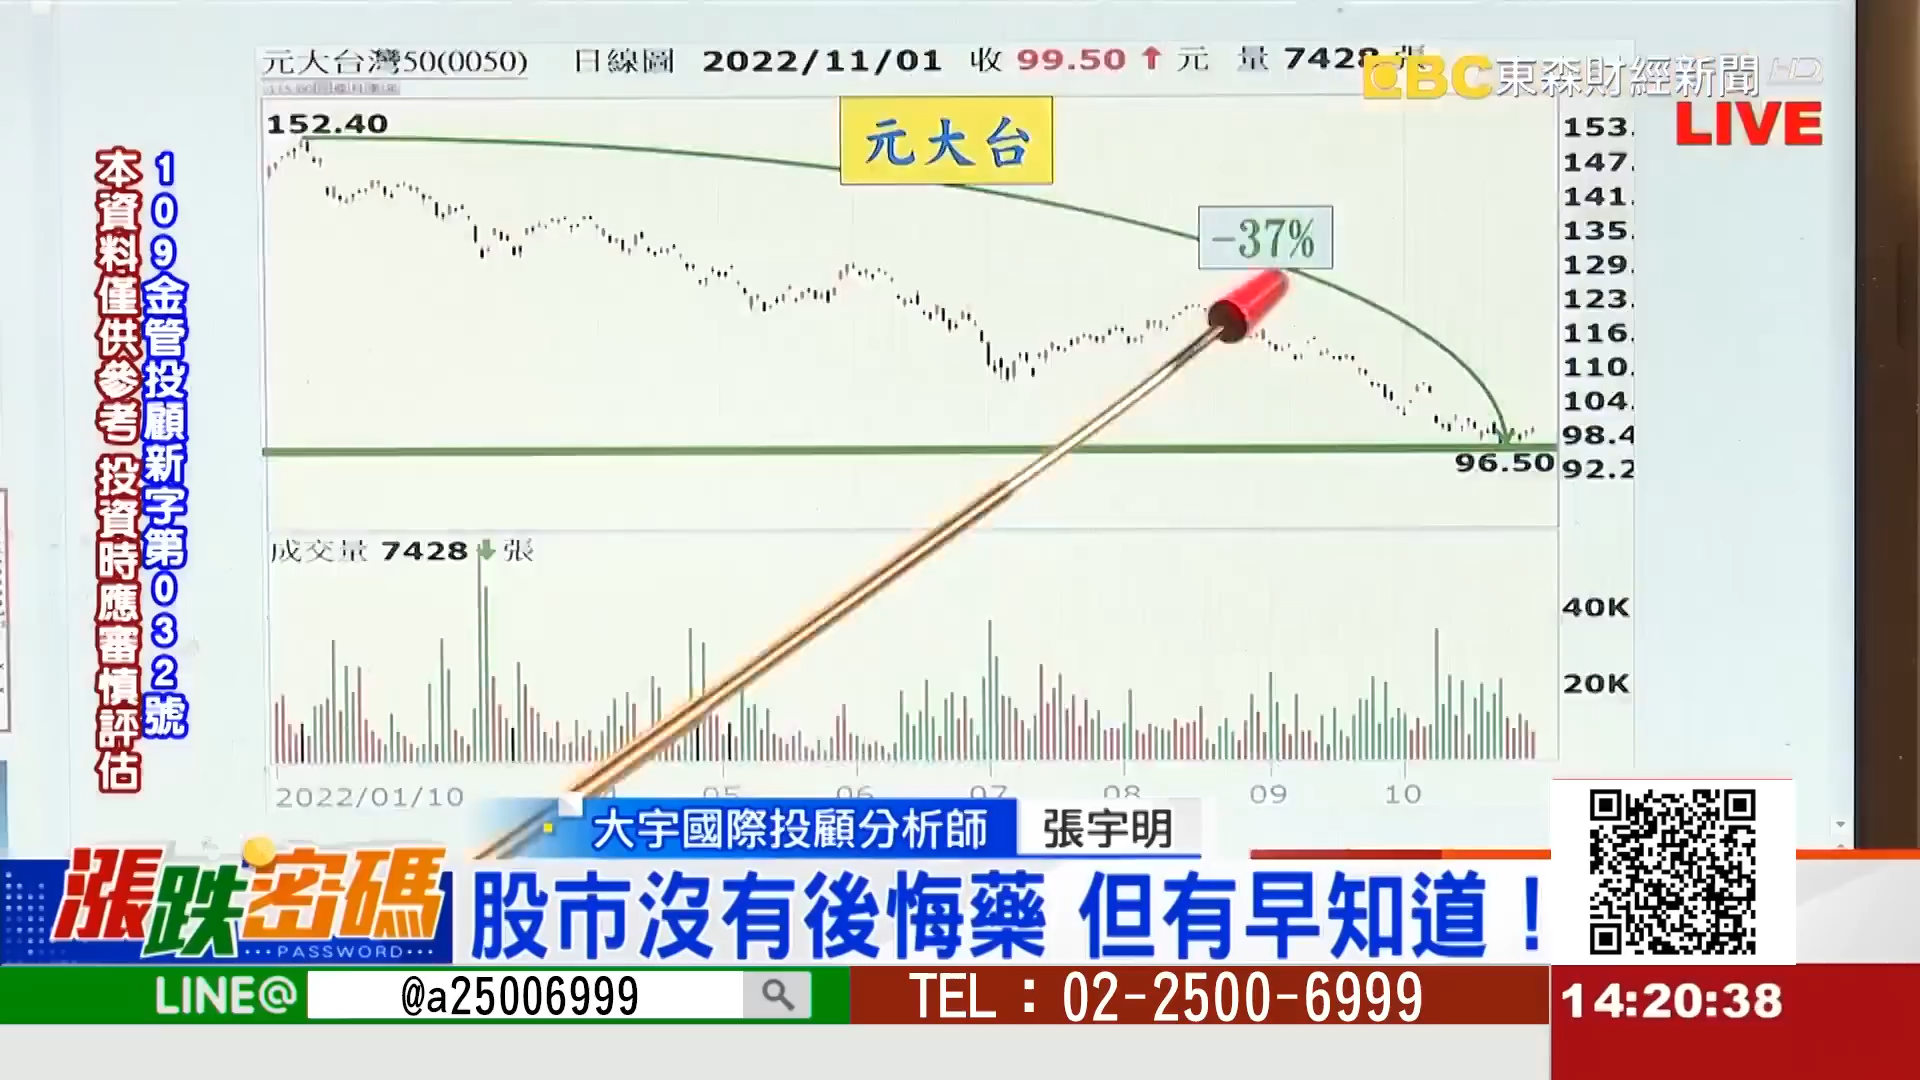 元大台灣50(0050) 日線圖 2022/11/01 收 99.50↑元 量 7428 張
EBC東森財經新聞 HD
LIVE
152.40
元大台
-37%
153.
147.
141.
135.
129.
123.
116.
110.
104.
98.4
92.2
96.50
成交量 7428↓張
40K
20K
2022/01/10 05 06 07 08 09 10
109金管投顧新字第032號
本資料僅供參考 投資時應審慎評估
大宇國際投顧分析師 張宇明
漲跌密碼
PASSWORD
股市沒有後悔藥 但有早知道！
LINE@ @a25006999 TEL：02-2500-6999 14:20:38